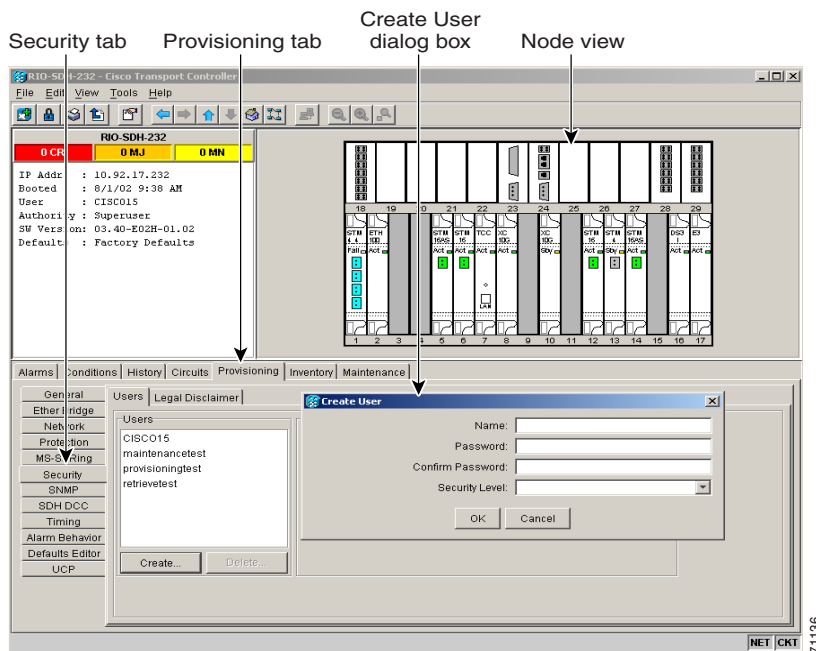 Create User
Security tab Provisioning tab dialog box Node view
RIO-SDH-232 - Cisco Transport Controller
File Edit View Tools Help
RIO-SDH-232
0 CR 0 MJ 0 MN
IP Addr : 10.92.17.232
Booted : 8/1/02 9:38 AM
User : CISCO15
Authority : Superuser
SW Version: 03.40-E02H-01.02
Defaults : Factory Defaults
18 19 20 21 22 23 24 25 26 27 28 29
STM ETH STM STM TCC XC XC STM STM STM DS3 E3
4_4 100 16AS 16 10G 10G 16 4 16AS I
Fail Act Act Act Act Act Sby Act Sby Act Act Act
LAN
1 2 3 4 5 6 7 8 9 10 11 12 13 14 15 16 17
Alarms Conditions History Circuits Provisioning Inventory Maintenance
General
Ether Bridge
Network
Protection
MS-SPRing
Security
SNMP
SDH DCC
Timing
Alarm Behavior
Defaults Editor
UCP
Users Legal Disclaimer
Users
CISCO15
maintenancetest
provisioningtest
retrievetest
Create... Delete...
Create User
Name:
Password:
Confirm Password:
Security Level:
OK Cancel
NET CKT
71136